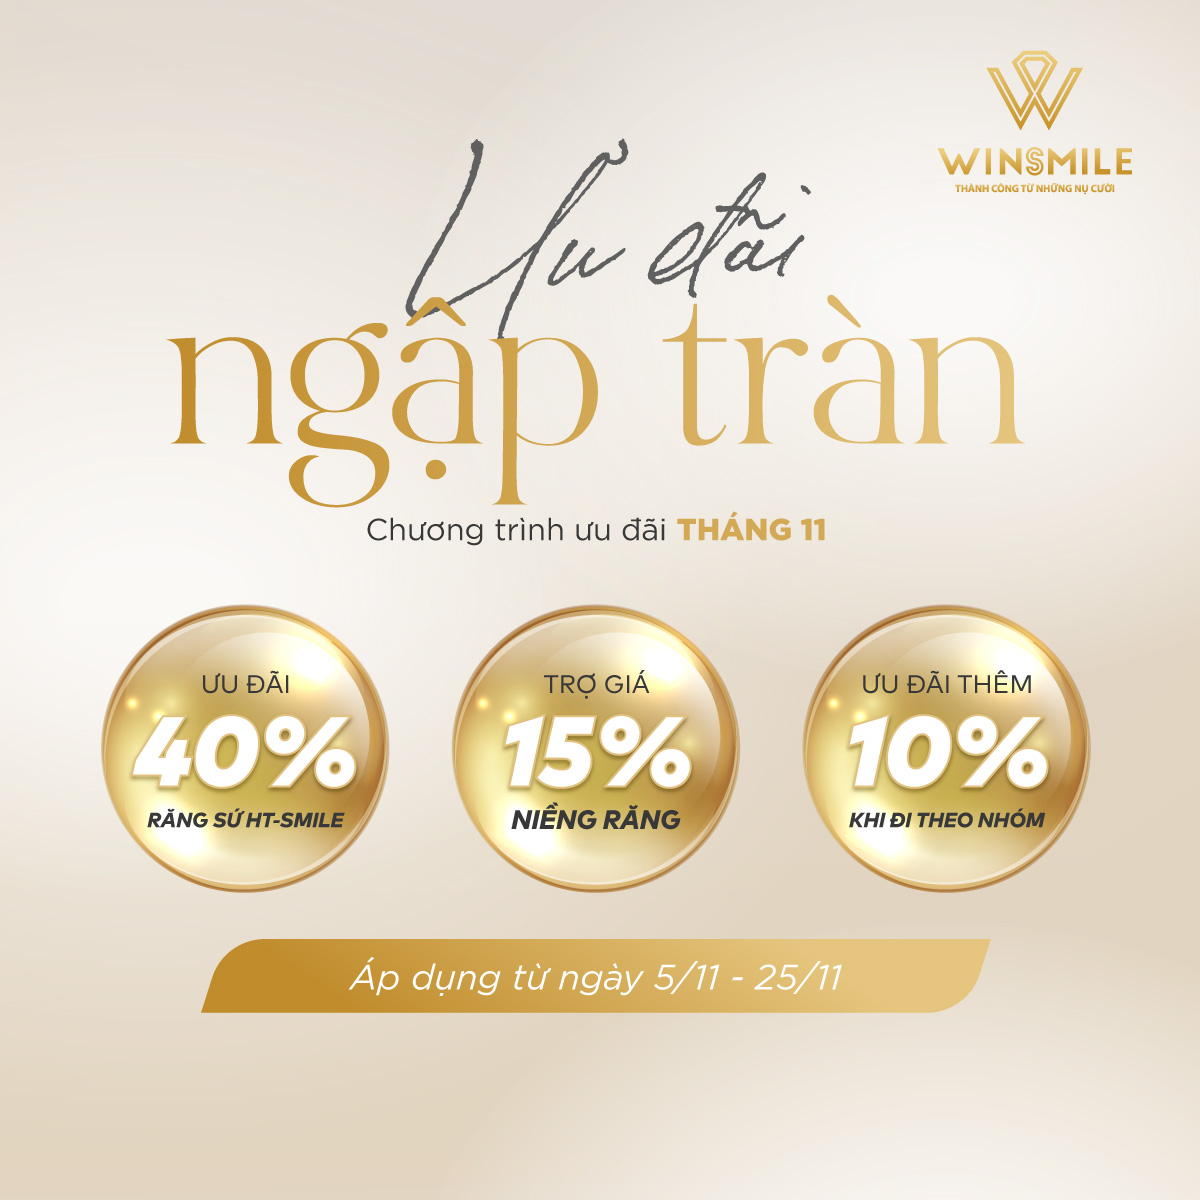 WINSMILE
THÀNH CÔNG TỪ NHỮNG NỤ CƯỜI
Ưu đãi
ngập tràn
Chương trình ưu đãi THÁNG 11
ƯU ĐÃI
40%
RĂNG SỨ HT-SMILE
TRỢ GIÁ
15%
NIỀNG RĂNG
ƯU ĐÃI THÊM
10%
KHI ĐI THEO NHÓM
Áp dụng từ ngày 5/11 - 25/11